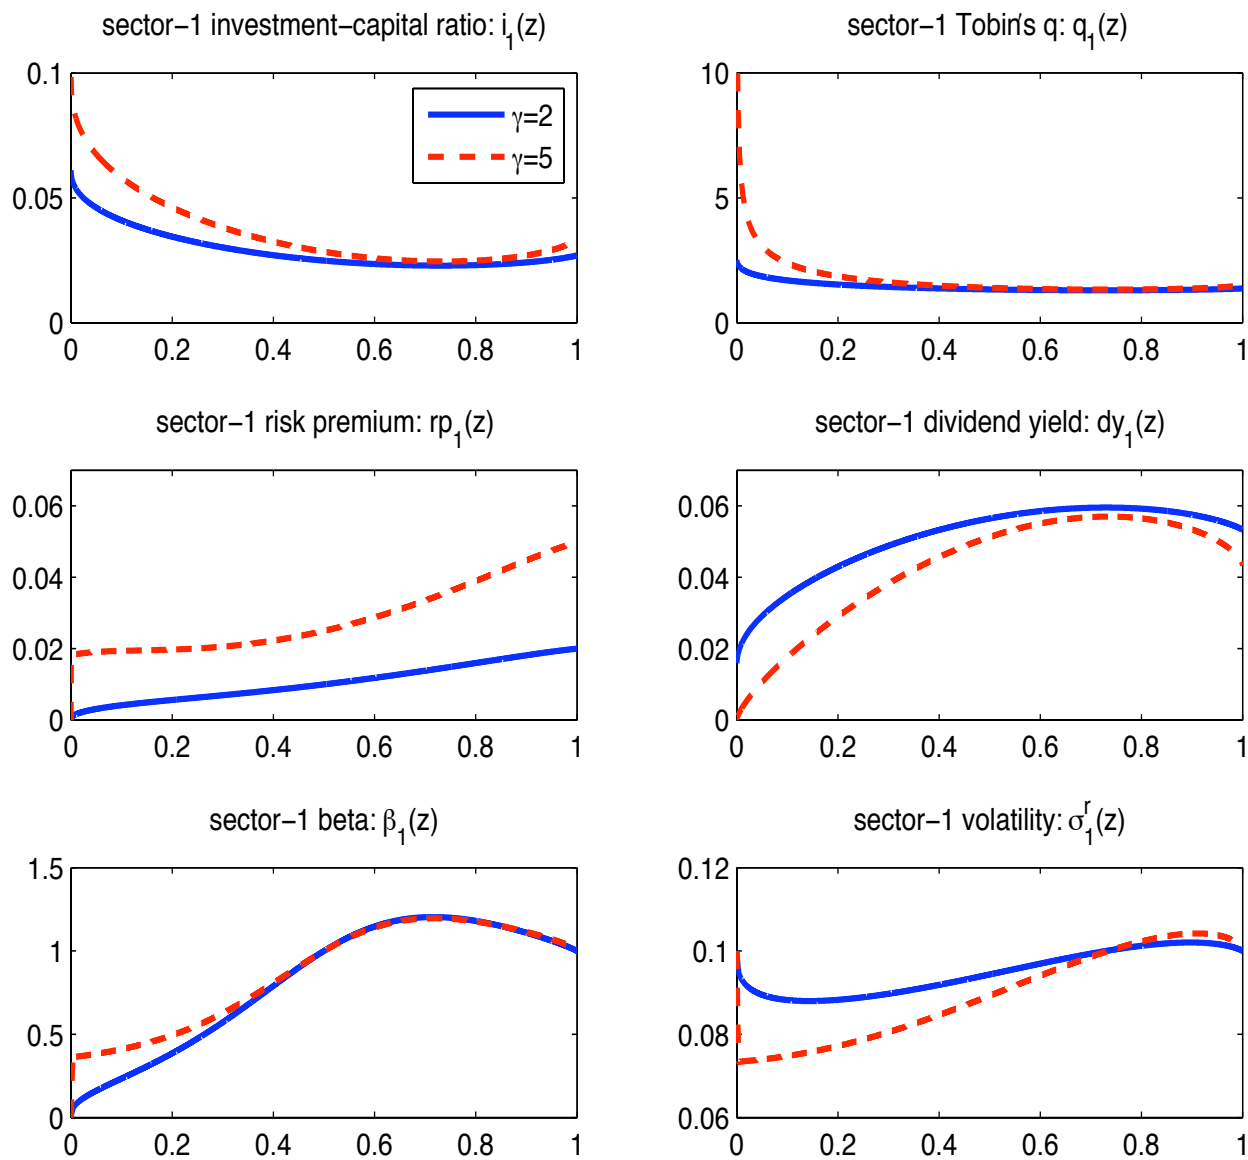 sector−1 investment−capital ratio: i1(z)
0.1
0.05
0
0 0.2 0.4 0.6 0.8 1
γ=2
γ=5
sector−1 Tobin's q: q1(z)
10
5
0
0 0.2 0.4 0.6 0.8 1
sector−1 risk premium: rp1(z)
0.06
0.04
0.02
0
0 0.2 0.4 0.6 0.8 1
sector−1 dividend yield: dy1(z)
0.06
0.04
0.02
0
0 0.2 0.4 0.6 0.8 1
sector−1 beta: β1(z)
1.5
1
0.5
0
0 0.2 0.4 0.6 0.8 1
sector−1 volatility: σ1r(z)
0.12
0.1
0.08
0.06
0 0.2 0.4 0.6 0.8 1